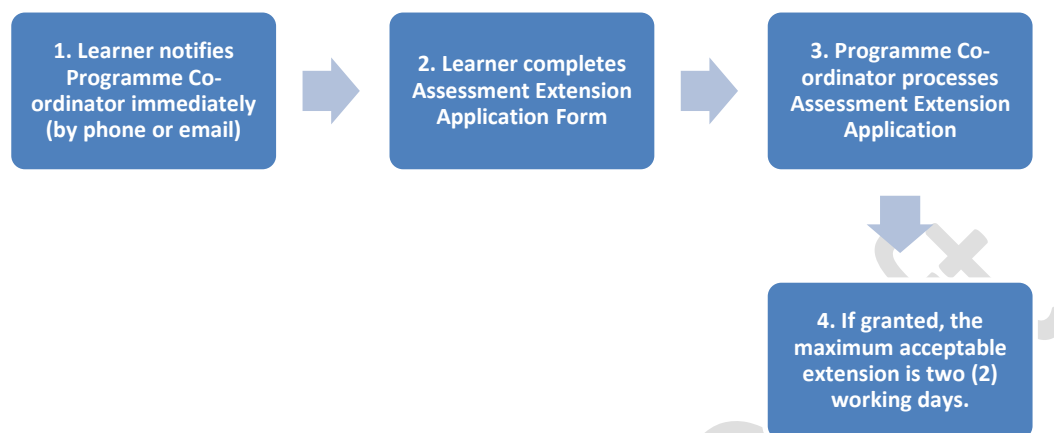 1. Learner notifies
Programme Co-
ordinator immediately
(by phone or email)
2. Learner completes
Assessment Extension
Application Form
3. Programme Co-
ordinator processes
Assessment Extension
Application
4. If granted, the
maximum acceptable
extension is two (2)
working days.